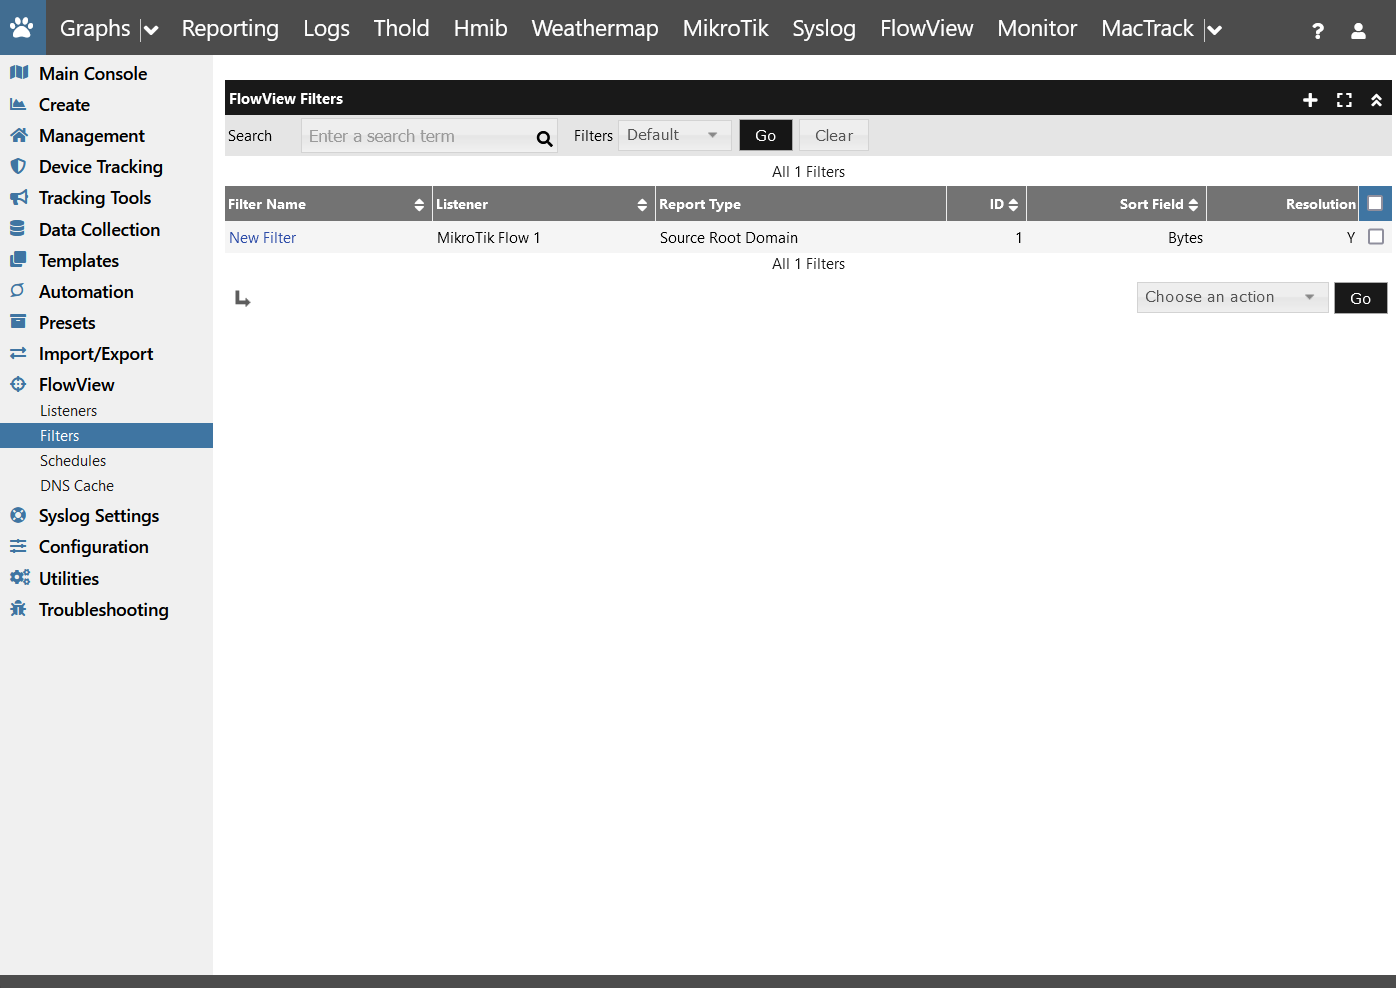 Graphs Reporting Logs Thold Hmib Weathermap MikroTik Syslog FlowView Monitor MacTrack ?
Main Console
Create
Management
Device Tracking
Tracking Tools
Data Collection
Templates
Automation
Presets
Import/Export
FlowView
Listeners
Filters
Schedules
DNS Cache
Syslog Settings
Configuration
Utilities
Troubleshooting
FlowView Filters
Search Enter a search term Filters Default Go Clear
All 1 Filters
Filter Name Listener Report Type ID Sort Field Resolution
New Filter MikroTik Flow 1 Source Root Domain 1 Bytes Y
All 1 Filters
Choose an action Go